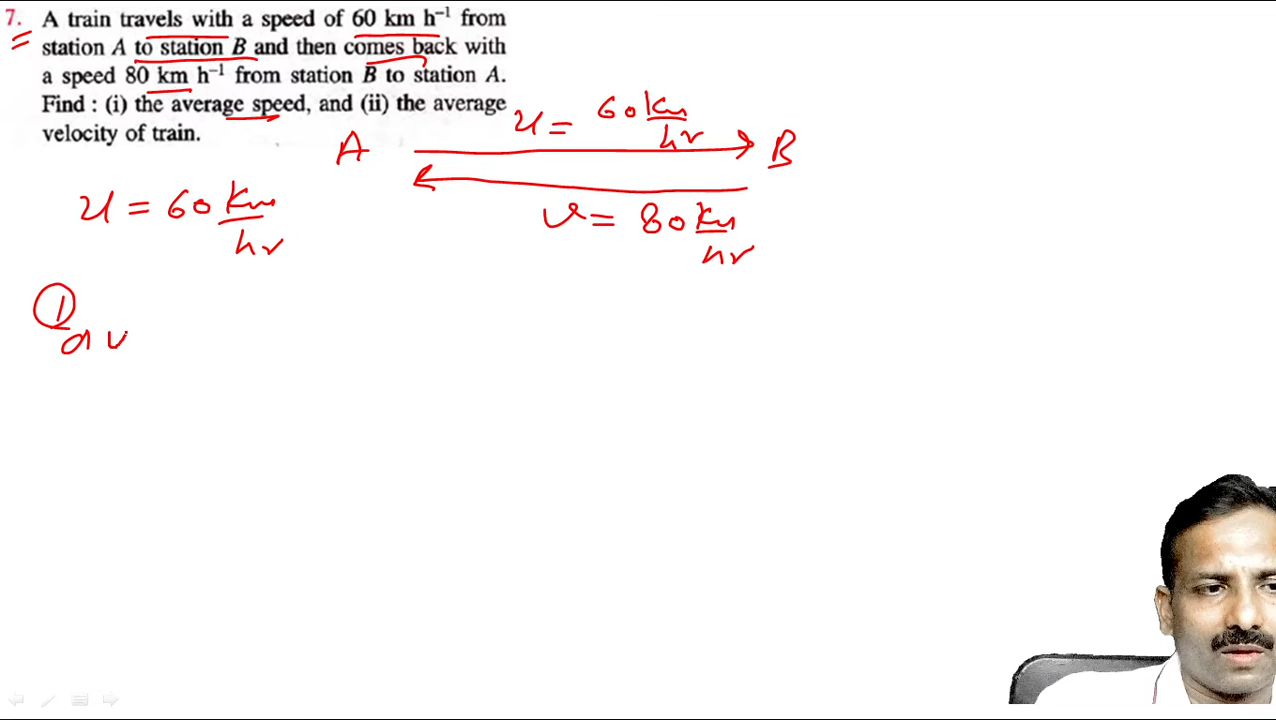 7. A train travels with a speed of 60 km h⁻¹ from
station A to station B and then comes back with
a speed 80 km h⁻¹ from station B to station A.
Find : (i) the average speed, and (ii) the average
velocity of train.
u = 60 km/hr
A B
v = 80 km/hr
u = 60 km/hr
①
av